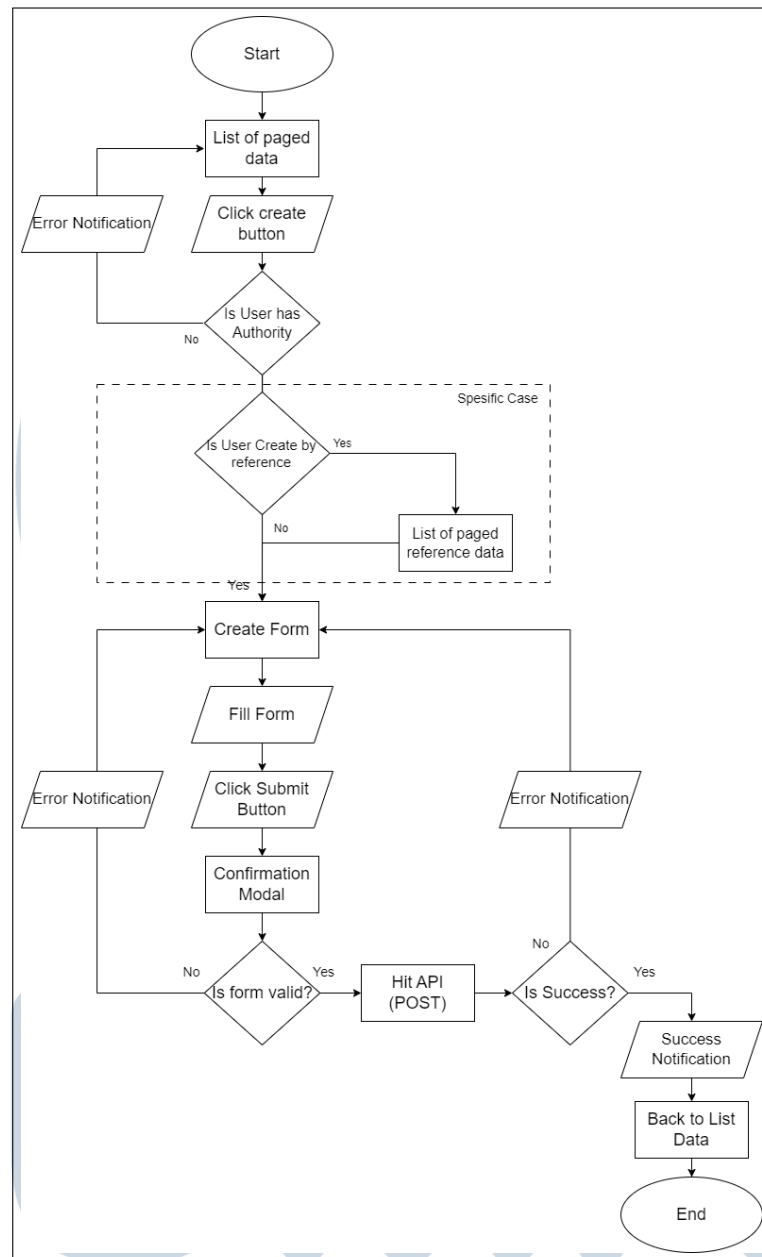 Start
List of paged
data
Error Notification
Click create
button
Is User has
Authority
No
Spesific Case
Is User Create by
reference
Yes
No
List of paged
reference data
Yes
Create Form
Fill Form
Error Notification
Click Submit
Button
Error Notification
Confirmation
Modal
No
Is form valid?
Yes
Hit API
(POST)
No
Is Success?
Yes
Success
Notification
Back to List
Data
End